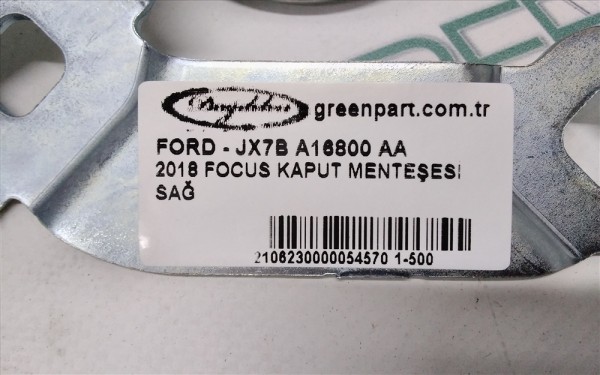 greenpart.com.tr
FORD - JX7B A16800 AA
2018 FOCUS KAPUT MENTEŞESİ
SAĞ
2106230000054570 1-500